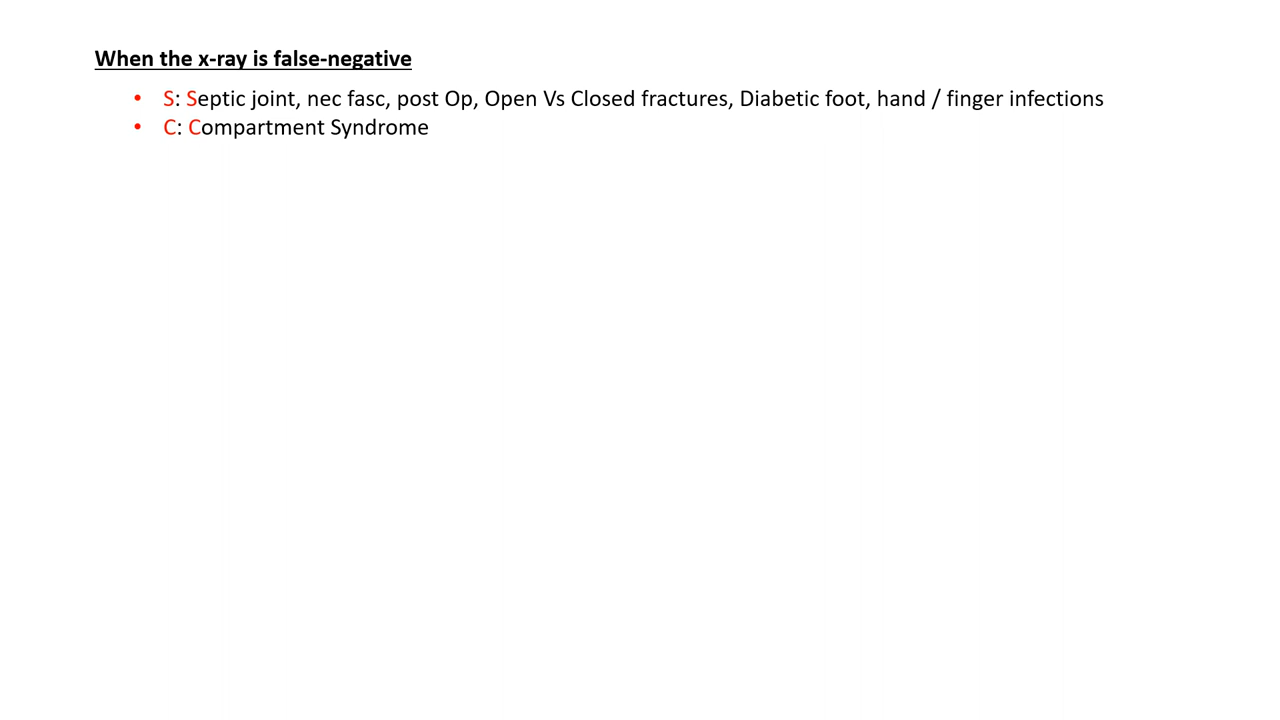 When the x-ray is false-negative
• S: Septic joint, nec fasc, post Op, Open Vs Closed fractures, Diabetic foot, hand / finger infections
• C: Compartment Syndrome